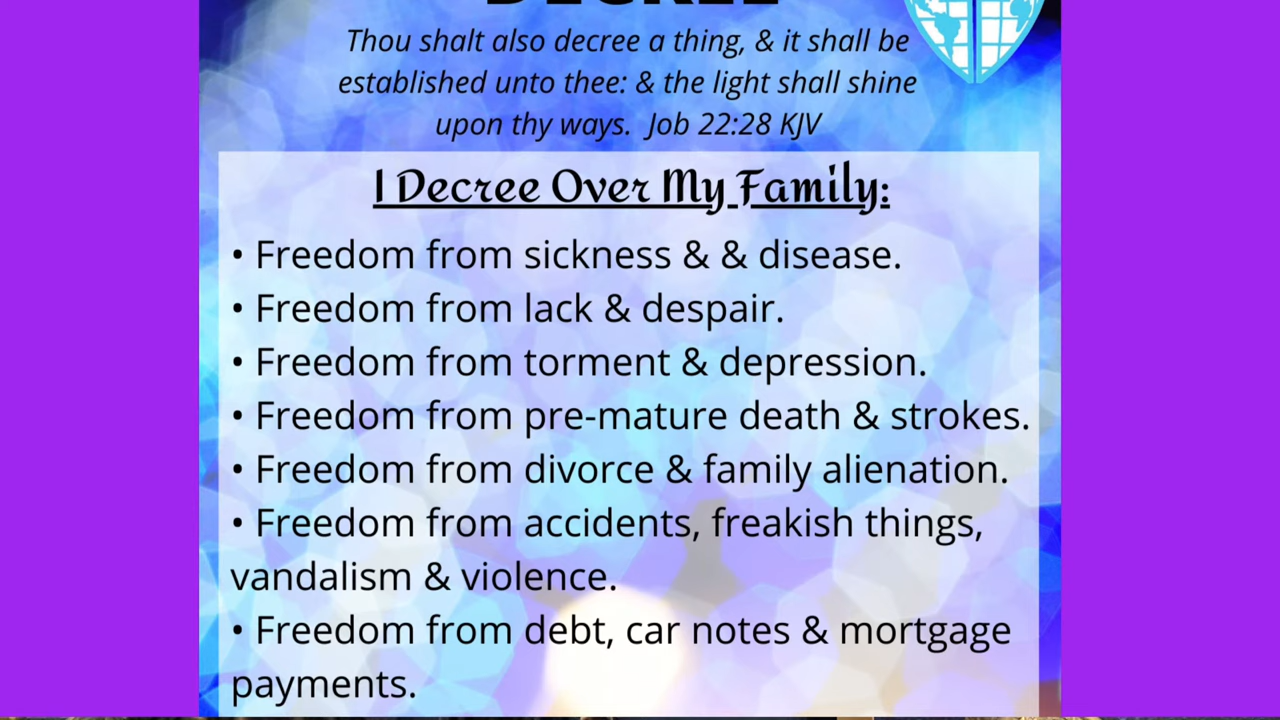 DECREE
Thou shalt also decree a thing, & it shall be
established unto thee: & the light shall shine
upon thy ways. Job 22:28 KJV
I Decree Over My Family:
• Freedom from sickness & & disease.
• Freedom from lack & despair.
• Freedom from torment & depression.
• Freedom from pre-mature death & strokes.
• Freedom from divorce & family alienation.
• Freedom from accidents, freakish things,
vandalism & violence.
• Freedom from debt, car notes & mortgage
payments.